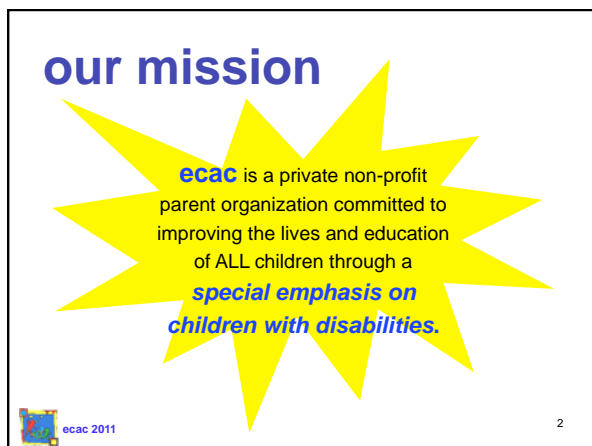 our mission
ecac is a private non-profit
parent organization committed to
improving the lives and education
of ALL children through a
special emphasis on
children with disabilities.
ecac 2011
2